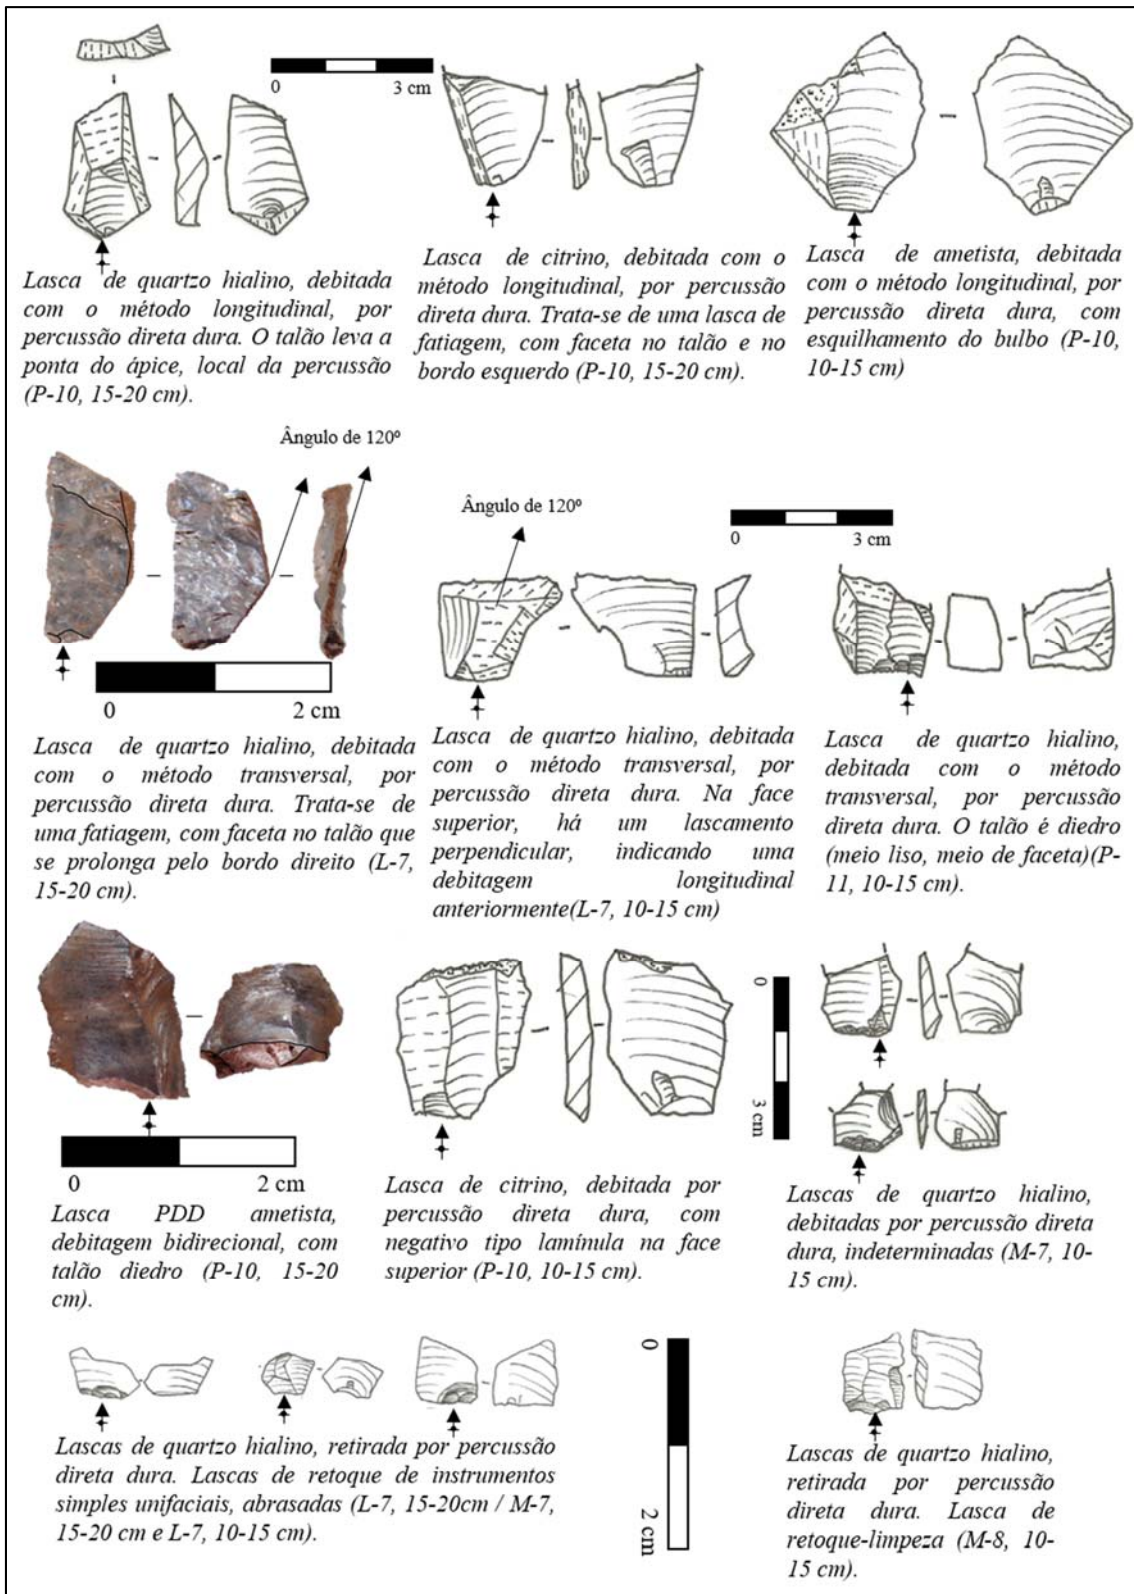 0 3 cm
Lasca de quartzo hialino, debitada
com o método longitudinal, por
percussão direta dura. O talão leva a
ponta do ápice, local da percussão
(P-10, 15-20 cm).
Lasca de citrino, debitada com o
método longitudinal, por percussão
direta dura. Trata-se de uma lasca de
fatiagem, com faceta no talão e no
bordo esquerdo (P-10, 15-20 cm).
Lasca de ametista, debitada
com o método longitudinal, por
percussão direta dura, com
esquilhamento do bulbo (P-10,
10-15 cm)
Ângulo de 120º
0 2 cm
Lasca de quartzo hialino, debitada
com o método transversal, por
percussão direta dura. Trata-se de
uma fatiagem, com faceta no talão que
se prolonga pelo bordo direito (L-7,
15-20 cm).
Ângulo de 120º
Lasca de quartzo hialino, debitada
com o método transversal, por
percussão direta dura. Na face
superior, há um lascamento
perpendicular, indicando uma
debitagem longitudinal
anteriormente(L-7, 10-15 cm)
0 3 cm
Lasca de quartzo hialino,
debitada com o método
transversal, por percussão
direta dura. O talão é diedro
(meio liso, meio de faceta)(P-
11, 10-15 cm).
0 2 cm
Lasca PDD ametista,
debitagem bidirecional, com
talão diedro (P-10, 15-20
cm).
Lasca de citrino, debitada por
percussão direta dura, com
negativo tipo lamínula na face
superior (P-10, 10-15 cm).
0 3 cm
Lascas de quartzo hialino,
debitadas por percussão direta
dura, indeterminadas (M-7, 10-
15 cm).
Lascas de quartzo hialino, retirada por percussão
direta dura. Lascas de retoque de instrumentos
simples unifaciais, abrasadas (L-7, 15-20cm / M-7,
15-20 cm e L-7, 10-15 cm).
0 2 cm
Lascas de quartzo hialino,
retirada por percussão
direta dura. Lasca de
retoque-limpeza (M-8, 10-
15 cm).